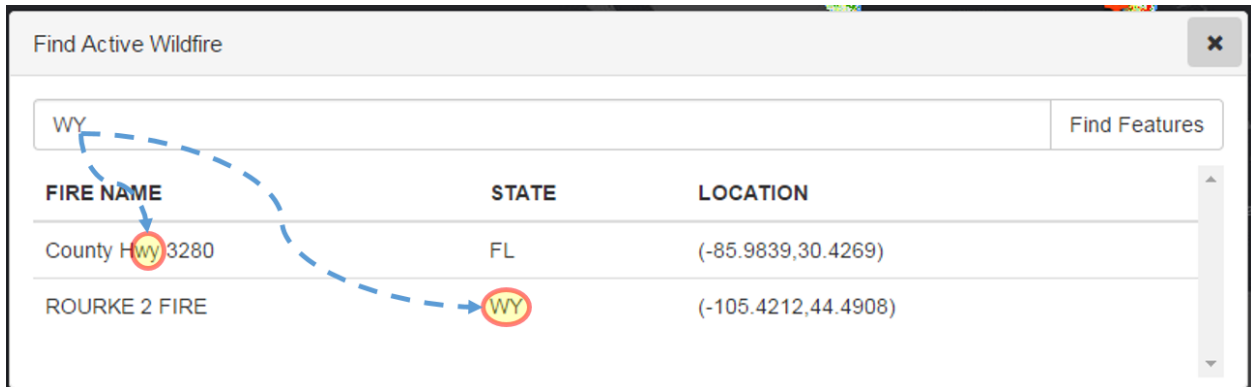 Find Active Wildfire
WY Find Features
FIRE NAME STATE LOCATION
County Hwy 3280 FL (-85.9839,30.4269)
ROURKE 2 FIRE WY (-105.4212,44.4908)